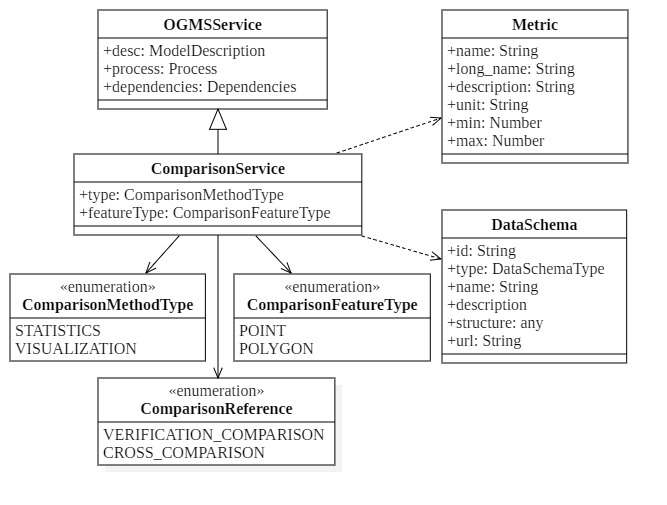 OGMSService
+desc: ModelDescription
+process: Process
+dependencies: Dependencies
Metric
+name: String
+long_name: String
+description: String
+unit: String
+min: Number
+max: Number
ComparisonService
+type: ComparisonMethodType
+featureType: ComparisonFeatureType
DataSchema
+id: String
+type: DataSchemaType
+name: String
+description
+structure: any
+url: String
«enumeration»
ComparisonMethodType
STATISTICS
VISUALIZATION
«enumeration»
ComparisonFeatureType
POINT
POLYGON
«enumeration»
ComparisonReference
VERIFICATION_COMPARISON
CROSS_COMPARISON